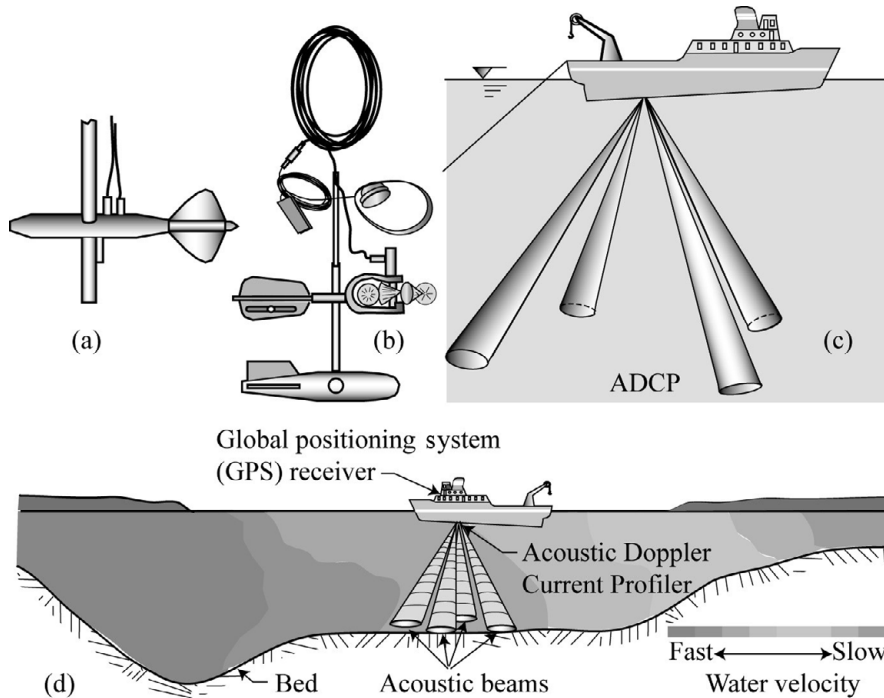 (a)
(b)
(c)
ADCP
Global positioning system
(GPS) receiver
Acoustic Doppler
Current Profiler
(d)
Bed
Acoustic beams
Fast
Slow
Water velocity